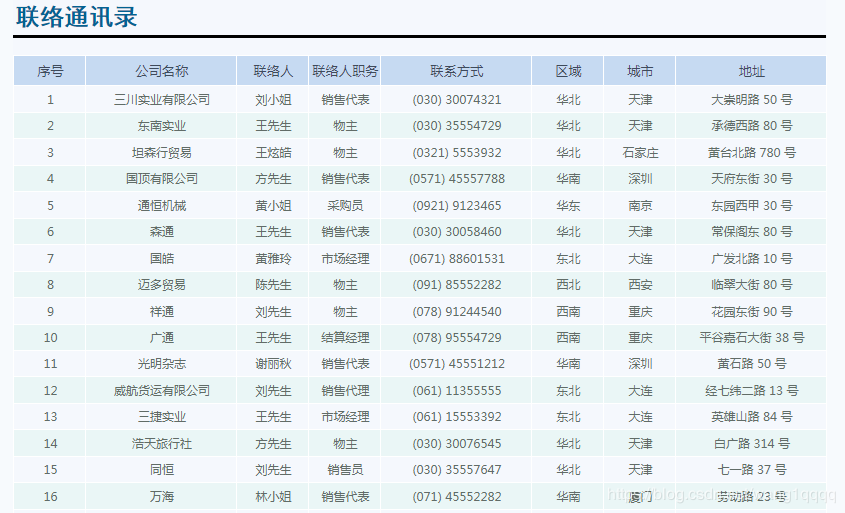 联络通讯录
序号 公司名称 联络人 联络人职务 联系方式 区域 城市 地址
1 三川实业有限公司 刘小姐 销售代表 (030) 30074321 华北 天津 大崇明路 50 号
2 东南实业 王先生 物主 (030) 35554729 华北 天津 承德西路 80 号
3 坦森行贸易 王炫皓 物主 (0321) 5553932 华北 石家庄 黄台北路 780 号
4 国顶有限公司 方先生 销售代表 (0571) 45557788 华南 深圳 天府东街 30 号
5 通恒机械 黄小姐 采购员 (0921) 9123465 华东 南京 东园西甲 30 号
6 森通 王先生 销售代表 (030) 30058460 华北 天津 常保阁东 80 号
7 国皓 黄雅玲 市场经理 (0671) 88601531 东北 大连 广发北路 10 号
8 迈多贸易 陈先生 物主 (091) 85552282 西北 西安 临翠大街 80 号
9 祥通 刘先生 物主 (078) 91244540 西南 重庆 花园东街 90 号
10 广通 王先生 结算经理 (078) 95554729 西南 重庆 平谷嘉石大街 38 号
11 光明杂志 谢丽秋 销售代表 (0571) 45551212 华南 深圳 黄石路 50 号
12 威航货运有限公司 刘先生 销售代理 (061) 11355555 东北 大连 经七纬二路 13 号
13 三捷实业 王先生 市场经理 (061) 15553392 东北 大连 英雄山路 84 号
14 浩天旅行社 方先生 物主 (030) 30076545 华北 天津 白广路 314 号
15 同恒 刘先生 销售员 (030) 35557647 华北 天津 七一路 37 号
16 万海 林小姐 销售代表 (071) 45552282 华南 厦门 劳动路 23 号